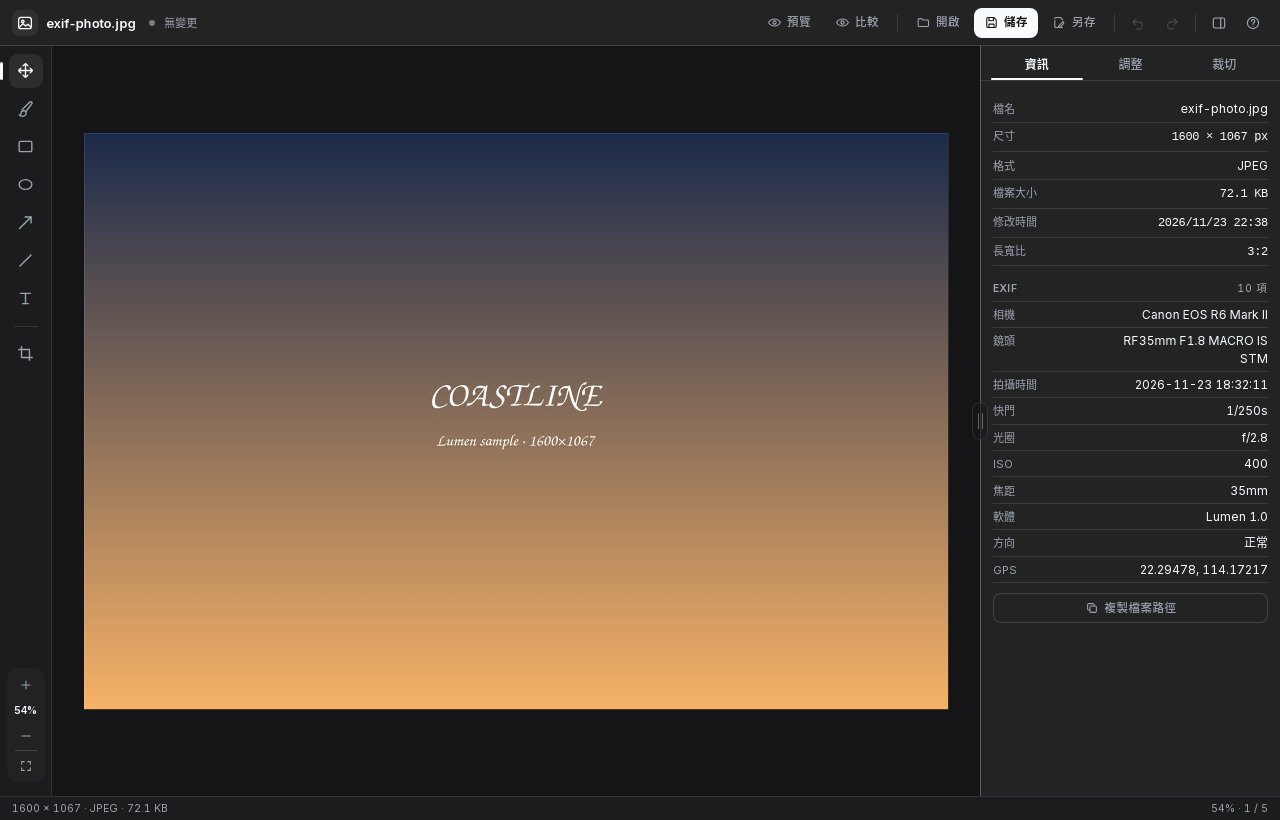 exif-photo.jpg
無變更
預覽
比較
開啟
儲存
另存
資訊
調整
裁切
檔名 exif-photo.jpg
尺寸 1600 × 1067 px
格式 JPEG
檔案大小 72.1 KB
修改時間 2026/11/23 22:38
長寬比 3:2
EXIF 10 項
相機 Canon EOS R6 Mark II
鏡頭 RF35mm F1.8 MACRO IS
STM
拍攝時間 2026-11-23 18:32:11
快門 1/250s
光圈 f/2.8
ISO 400
焦距 35mm
軟體 Lumen 1.0
方向 正常
GPS 22.29478, 114.17217
複製檔案路徑
COASTLINE
Lumen sample · 1600×1067
54%
1600 × 1067 · JPEG · 72.1 KB
54% · 1 / 5